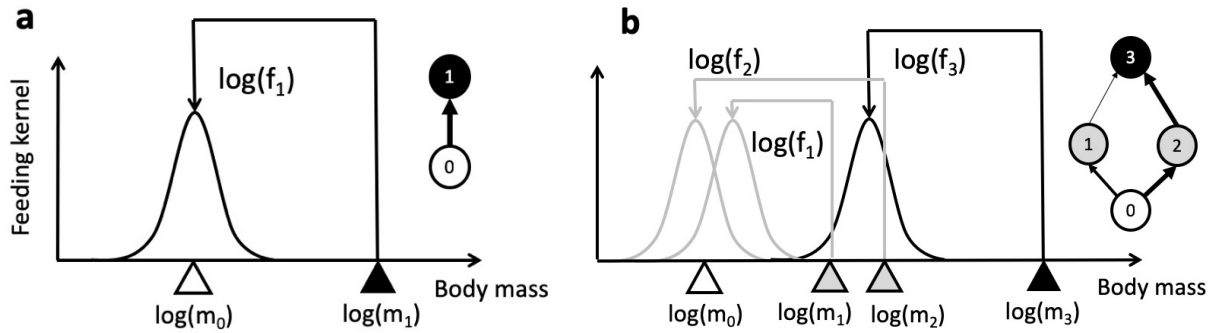 a
Feeding kernel
log(f₁)
1
0
log(m₀)
log(m₁)
Body mass
b
log(f₂)
log(f₃)
log(f₁)
3
1
2
0
log(m₀)
log(m₁)
log(m₂)
log(m₃)
Body mass